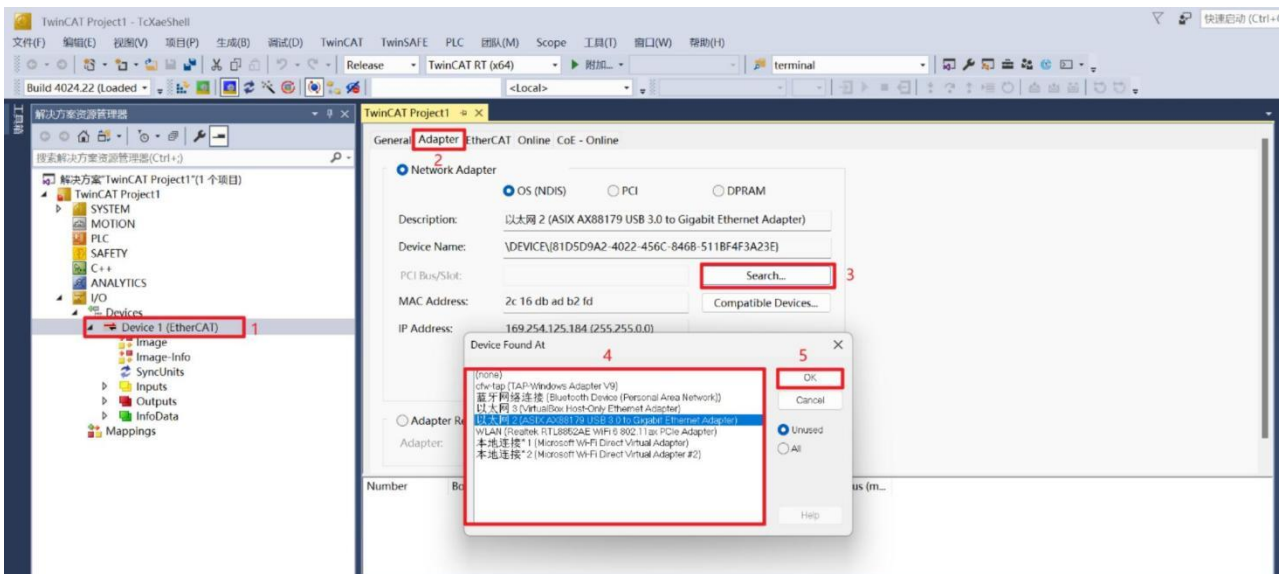 TwinCAT Project1 - TcXaeShell
快速启动 (Ctrl+
文件(F) 编辑(E) 视图(V) 项目(P) 生成(B) 调试(D) TwinCAT TwinSAFE PLC 团队(M) Scope 工具(T) 窗口(W) 帮助(H)
Release TwinCAT RT (x64) 附加... terminal
Build 4024.22 (Loaded <Local>
工具箱
解决方案资源管理器
搜索解决方案资源管理器(Ctrl+;)
解决方案"TwinCAT Project1"(1 个项目)
TwinCAT Project1
SYSTEM
MOTION
PLC
SAFETY
C++
ANALYTICS
I/O
Devices
Device 1 (EtherCAT) 1
Image
Image-Info
SyncUnits
Inputs
Outputs
InfoData
Mappings
TwinCAT Project1
General Adapter EtherCAT Online CoE - Online
2
Network Adapter
OS (NDIS) PCI DPRAM
Description: 以太网 2 (ASIX AX88179 USB 3.0 to Gigabit Ethernet Adapter)
Device Name: \DEVICE\{81D5D9A2-4022-456C-846B-511BF4F3A23E}
PCI Bus/Slot: Search... 3
MAC Address: 2c 16 db ad b2 fd Compatible Devices...
IP Address: 169.254.125.184 (255.255.0.0)
Adapter Re
Adapter:
Number Bo us (m...
Device Found At
4 5
(none)
cfw-tap (TAP-Windows Adapter V9)
蓝牙网络连接 (Bluetooth Device (Personal Area Network))
以太网 3 (VirtualBox Host-Only Ethernet Adapter)
以太网 2 (ASIX AX88179 USB 3.0 to Gigabit Ethernet Adapter)
WLAN (Realtek RTL8852AE WiFi 6 802.11ax PCIe Adapter)
本地连接* 1 (Microsoft Wi-Fi Direct Virtual Adapter)
本地连接* 2 (Microsoft Wi-Fi Direct Virtual Adapter #2)
OK
Cancel
Unused
All
Help